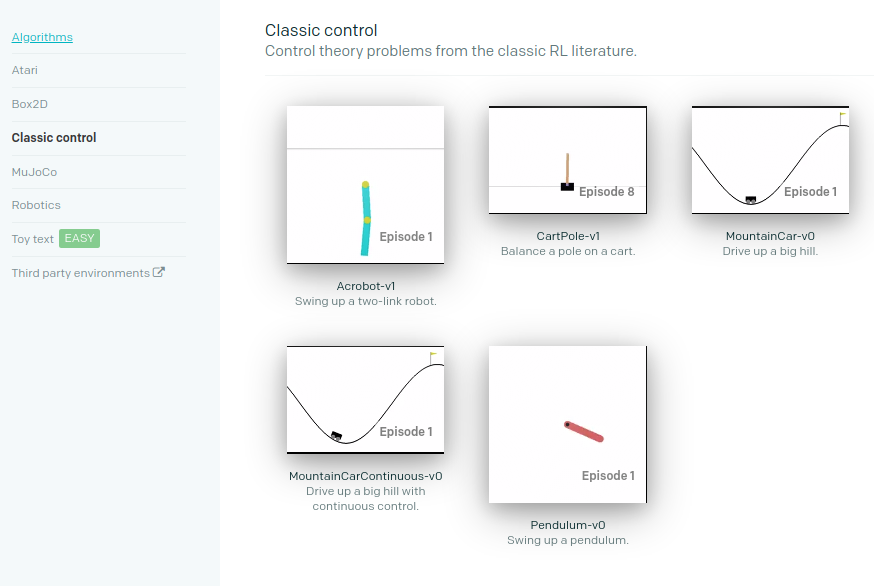 Algorithms
Atari
Box2D
Classic control
MuJoCo
Robotics
Toy text EASY
Third party environments
Classic control
Control theory problems from the classic RL literature.
Episode 1
Acrobot-v1
Swing up a two-link robot.
Episode 8
CartPole-v1
Balance a pole on a cart.
Episode 1
MountainCar-v0
Drive up a big hill.
Episode 1
MountainCarContinuous-v0
Drive up a big hill with
continuous control.
Episode 1
Pendulum-v0
Swing up a pendulum.